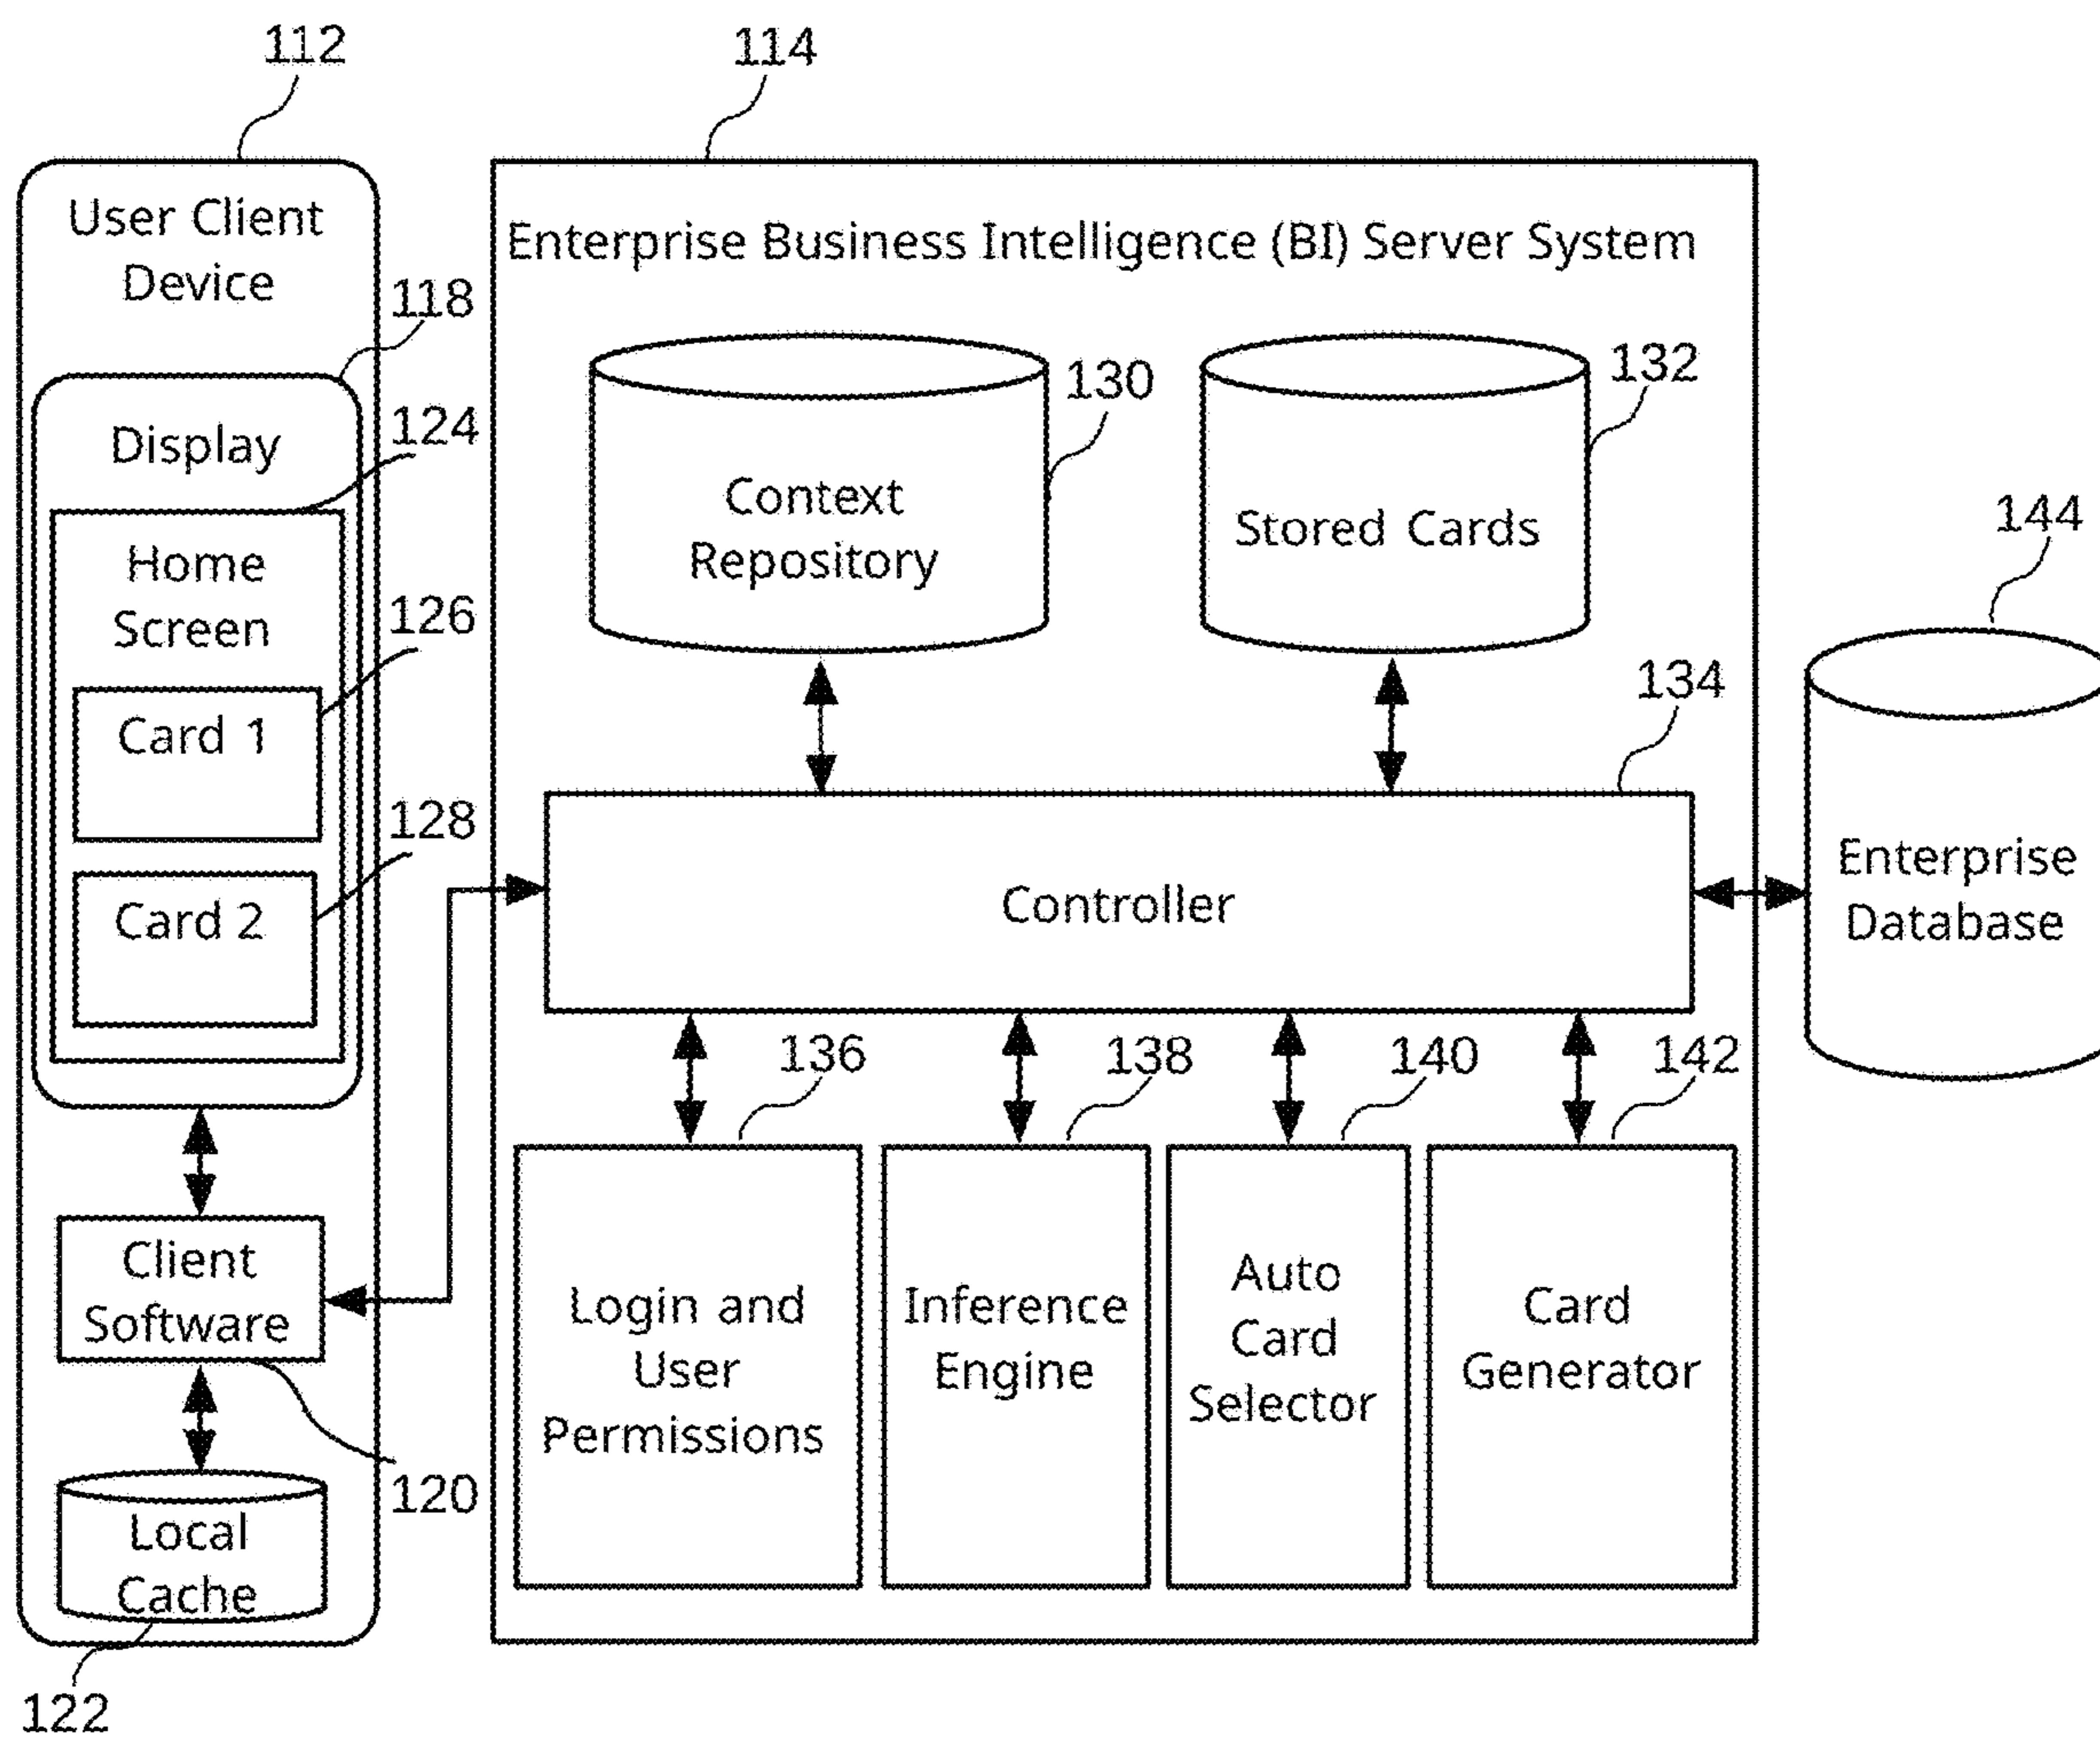 112
114
User Client
Device
118
Display
124
Home
Screen
126
Card 1
128
Card 2
Client
Software
120
Local
Cache
122
Enterprise Business Intelligence (BI) Server System
130
Context
Repository
132
Stored Cards
134
Controller
136
Login and
User
Permissions
138
Inference
Engine
140
Auto
Card
Selector
142
Card
Generator
144
Enterprise
Database